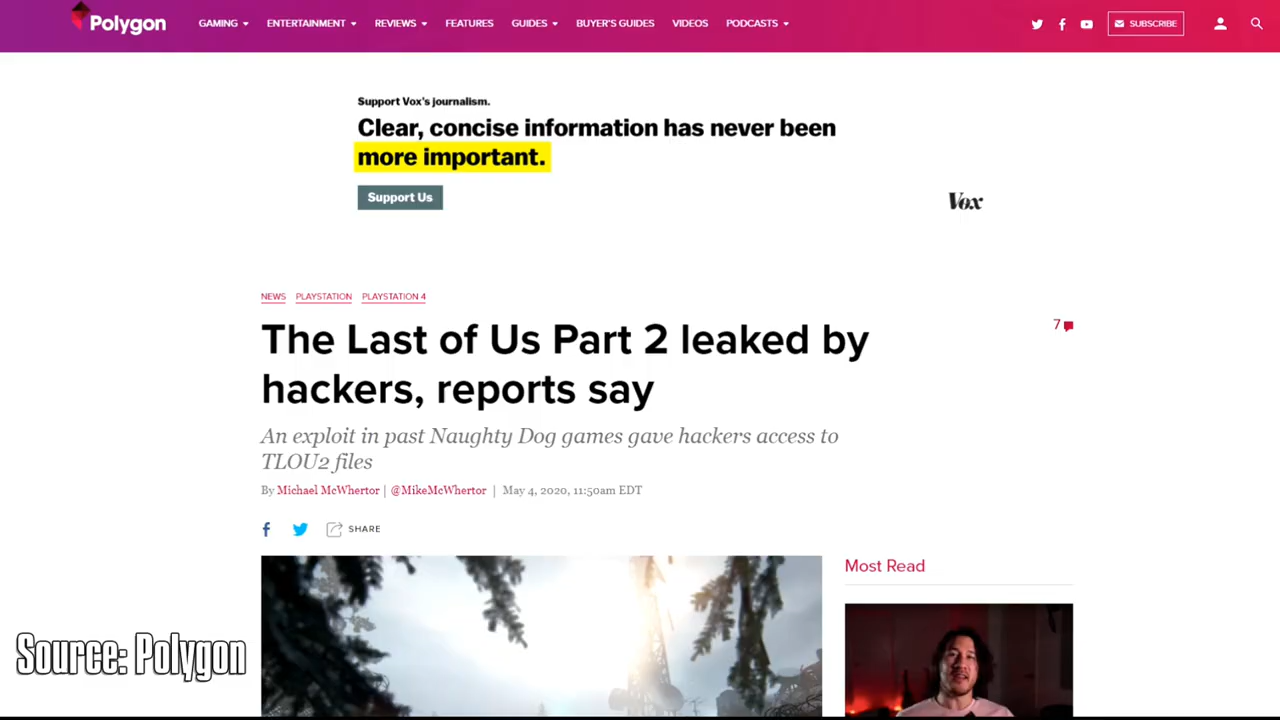 Polygon
GAMING ENTERTAINMENT REVIEWS FEATURES GUIDES BUYER'S GUIDES VIDEOS PODCASTS SUBSCRIBE
Support Vox's journalism.
Clear, concise information has never been
more important.
Support Us
Vox
NEWS PLAYSTATION PLAYSTATION 4
The Last of Us Part 2 leaked by
hackers, reports say
7
An exploit in past Naughty Dog games gave hackers access to
TLOU2 files
By Michael McWhertor | @MikeMcWhertor | May 4, 2020, 11:50am EDT
SHARE
Most Read
Source: Polygon